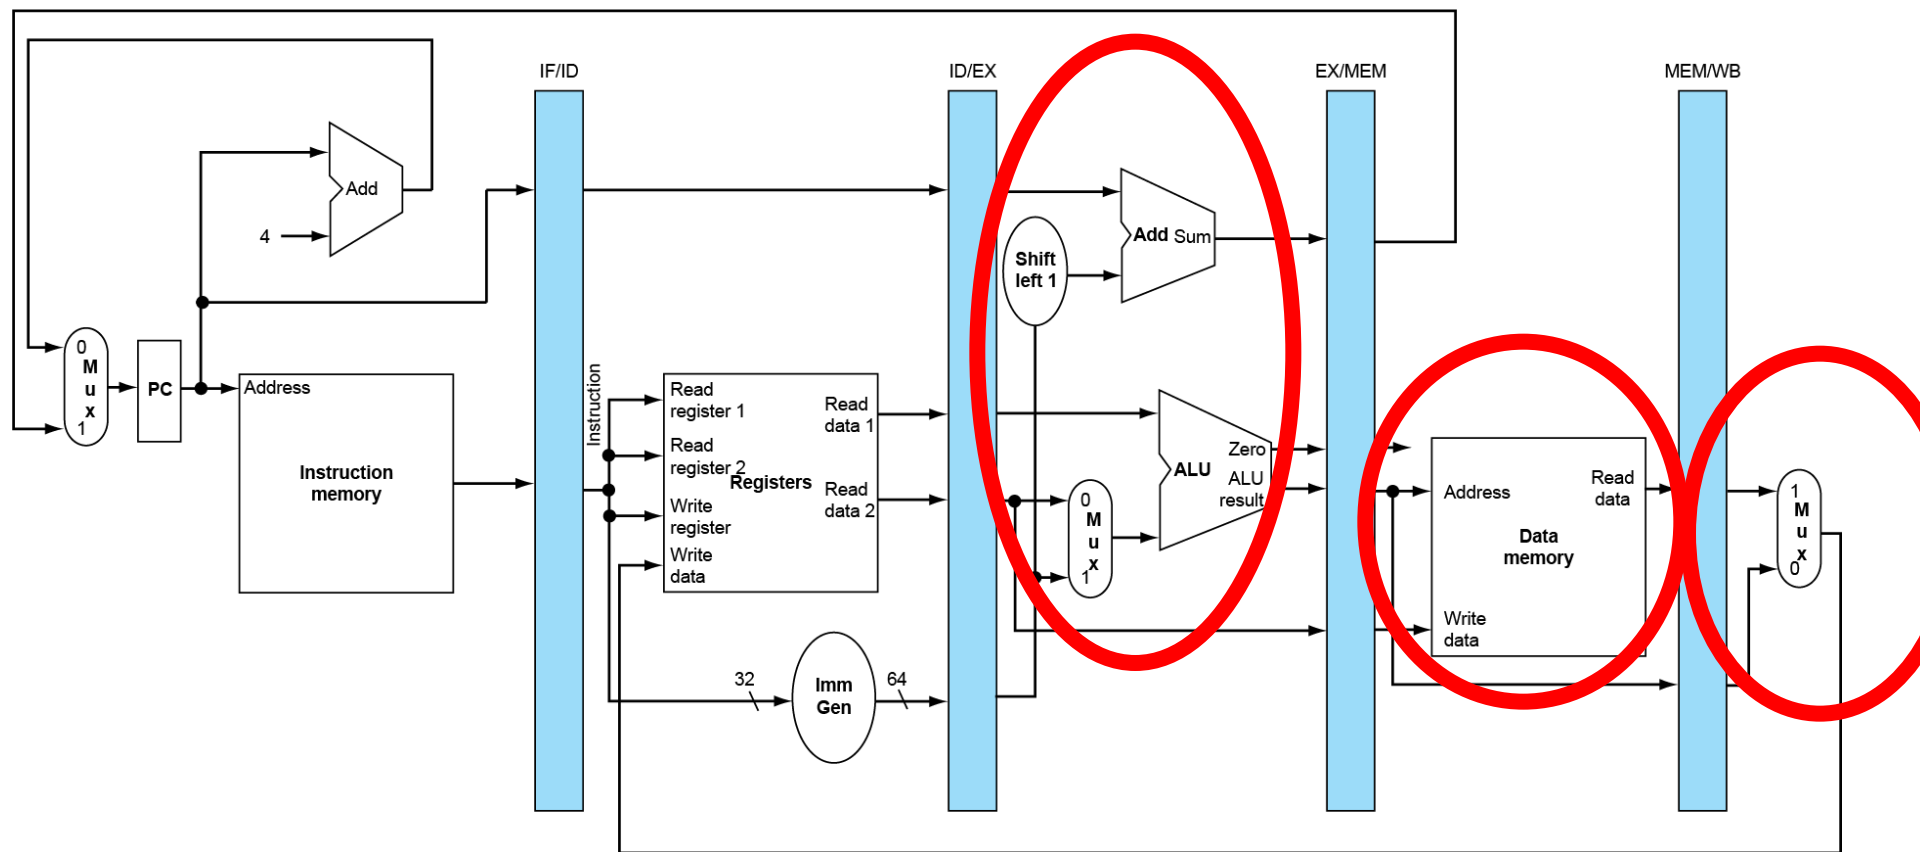 IF/ID
ID/EX
EX/MEM
MEM/WB
Add
4
Add Sum
Shift
left 1
0
M
u
x
1
PC
Address
Instruction
memory
Instruction
Read
register 1
Read
register 2
Write
register
Write
data
Registers
Read
data 1
Read
data 2
0
M
u
x
1
Zero
ALU
ALU
result
Address
Read
data
Data
memory
Write
data
1
M
u
x
0
32
Imm
Gen
64